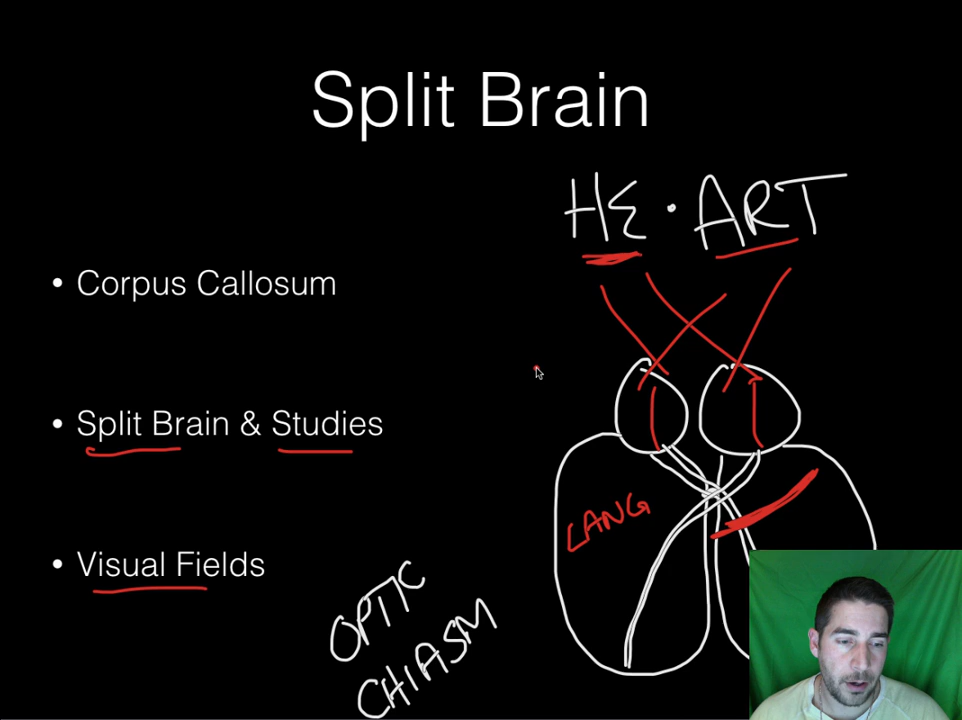 Split Brain
HE · ART
• Corpus Callosum
• Split Brain & Studies
LANG
• Visual Fields
OPTIC
CHIASM